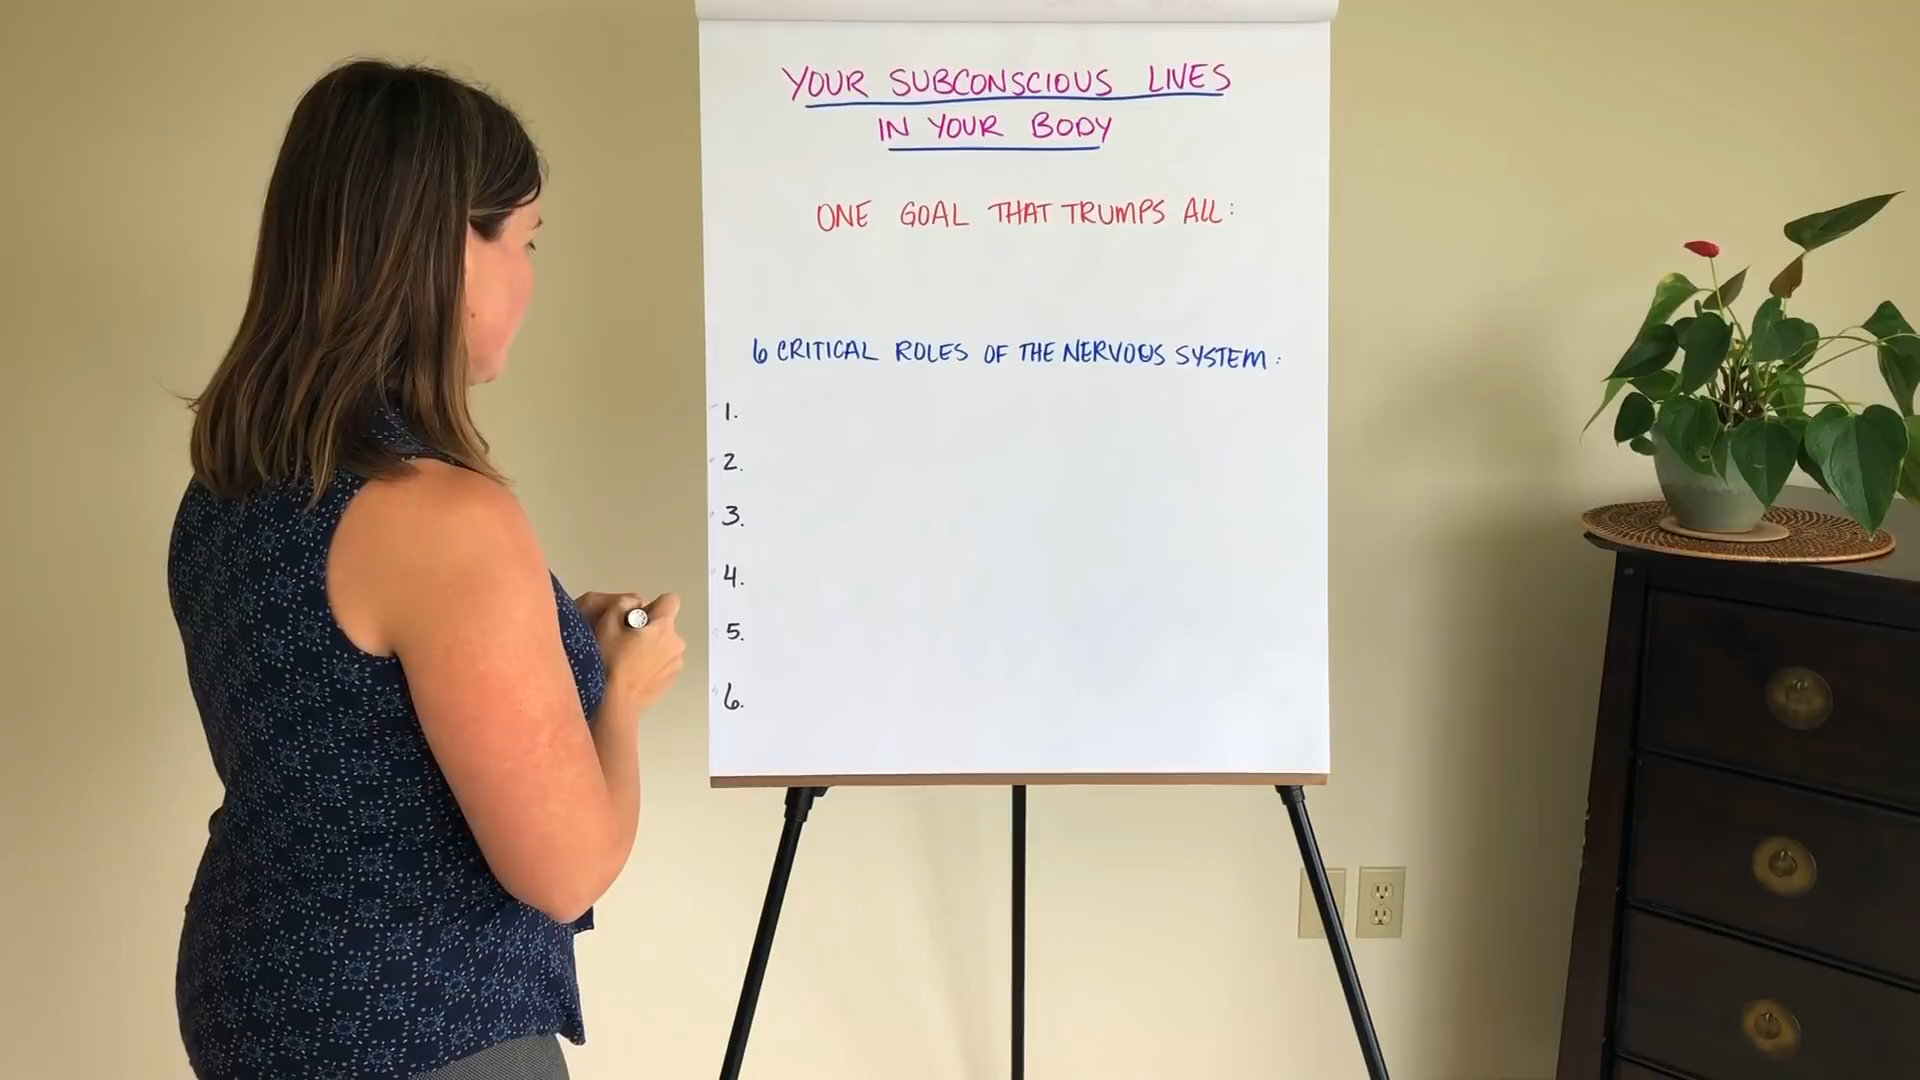 YOUR SUBCONSCIOUS LIVES
IN YOUR BODY
ONE GOAL THAT TRUMPS ALL:
6 CRITICAL ROLES OF THE NERVOUS SYSTEM:
1.
2.
3.
4.
5.
6.